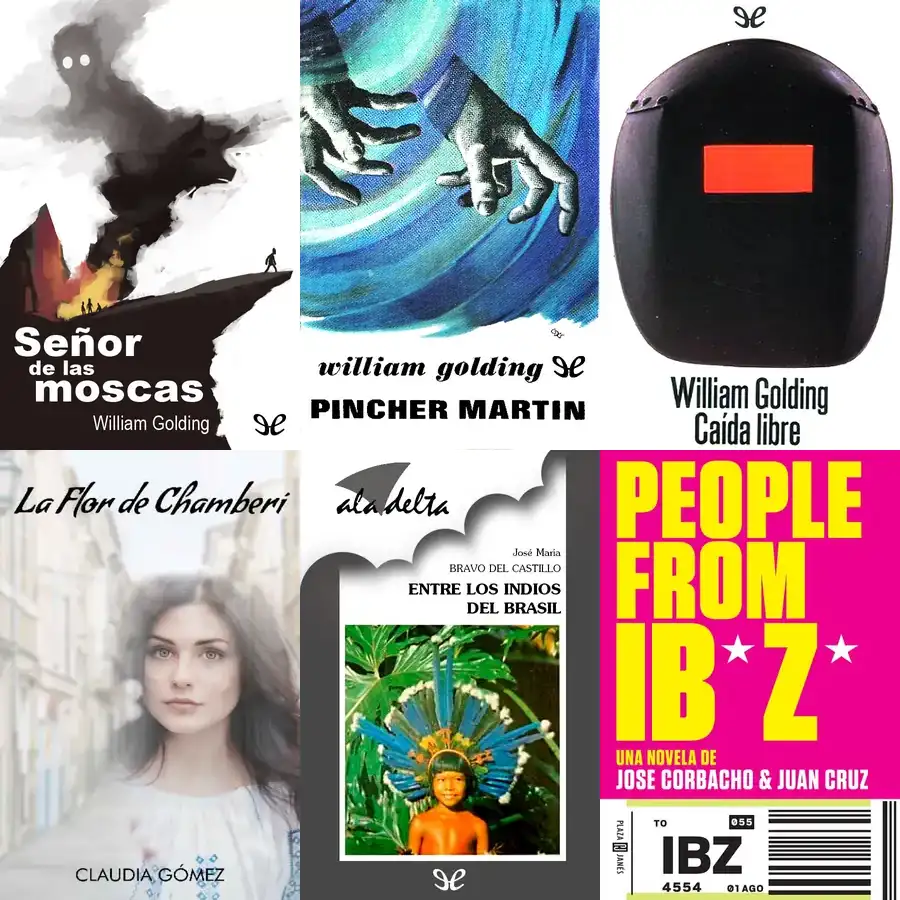 Señor
de las
moscas
William Golding
william golding
PINCHER MARTIN
William Golding
Caída libre
La Flor de Chamberí
CLAUDIA GÓMEZ
ala delta
José Maria
BRAVO DEL CASTILLO
ENTRE LOS INDIOS
DEL BRASIL
PEOPLE
FROM
IB★Z★
UNA NOVELA DE
JOSE CORBACHO & JUAN CRUZ
PLAZA JANÉS
TO
055
IBZ
4554
01 AGO